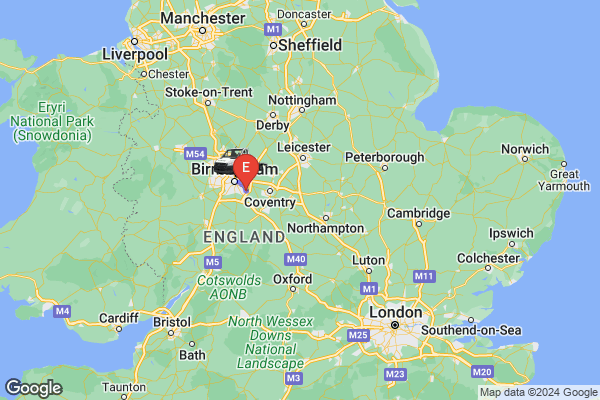 Doncaster
Manchester
M1
Liverpool
Sheffield
Chester
Eryri
National Park
(Snowdonia)
Stoke-on-Trent
Nottingham
Derby
M54
Leicester
Peterborough
Norwich
E
Great
Yarmouth
Coventry
Cambridge
Northampton
ENGLAND
Ipswich
M40
M5
Luton
Colchester
M11
Cotswolds
AONB
Oxford
M1
M4
Cardiff
London
North Wessex
Downs
National
Landscape
Southend-on-Sea
Bristol
M25
Bath
M20
M23
M3
Taunton
Google
Google
Map data ©2024 Google